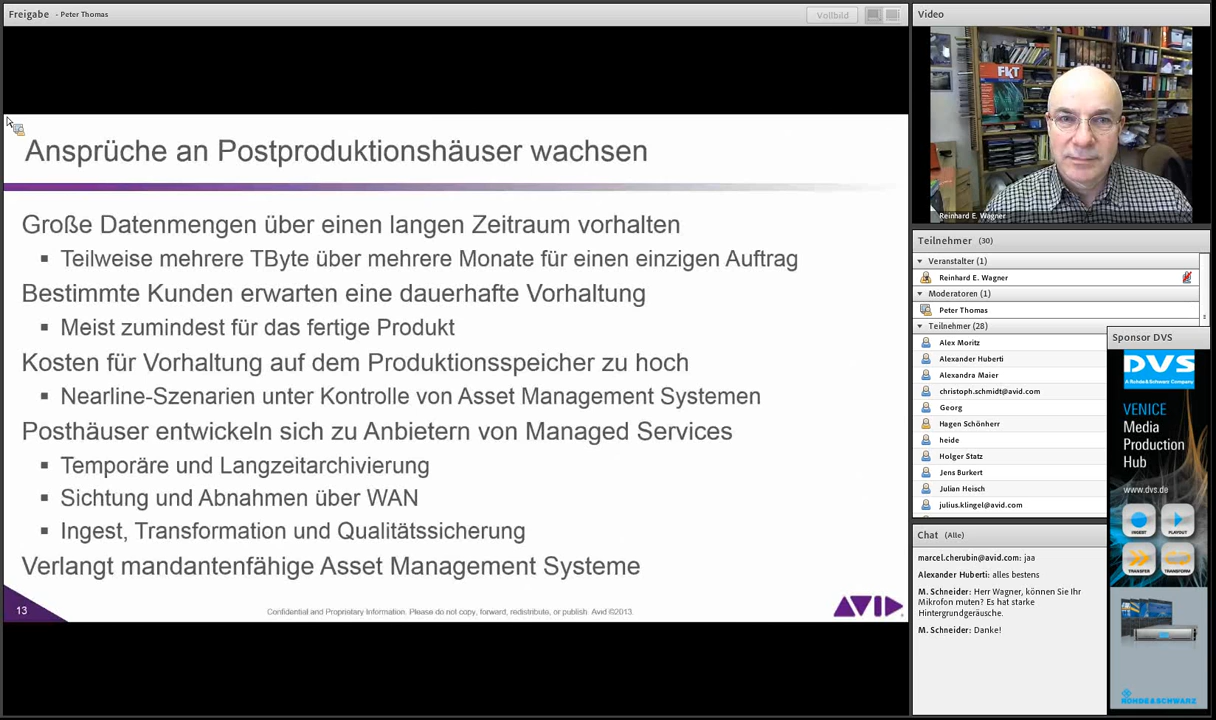 Freigabe - Peter Thomas
Vollbild
Ansprüche an Postproduktionshäuser wachsen
Große Datenmengen über einen langen Zeitraum vorhalten
▪ Teilweise mehrere TByte über mehrere Monate für einen einzigen Auftrag
Bestimmte Kunden erwarten eine dauerhafte Vorhaltung
▪ Meist zumindest für das fertige Produkt
Kosten für Vorhaltung auf dem Produktionsspeicher zu hoch
▪ Nearline-Szenarien unter Kontrolle von Asset Management Systemen
Posthäuser entwickeln sich zu Anbietern von Managed Services
▪ Temporäre und Langzeitarchivierung
▪ Sichtung und Abnahmen über WAN
▪ Ingest, Transformation und Qualitätssicherung
Verlangt mandantenfähige Asset Management Systeme
13
Confidential and Proprietary Information. Please do not copy, forward, redistribute, or publish Avid ©2013.
AVID
Video
FKT
Reinhard E. Wagner
Teilnehmer (30)
Veranstalter (1)
Reinhard E. Wagner
Moderatoren (1)
Peter Thomas
Teilnehmer (28)
Alex Moritz
Alexander Huberti
Alexandra Maier
christoph.schmidt@avid.com
Georg
Hagen Schönherr
heide
Holger Statz
Jens Burkert
Julian Heisch
julius.klingel@avid.com
Chat (Alle)
marcel.cherubin@avid.com: jaa
Alexander Huberti: alles bestens
M. Schneider: Herr Wagner, können Sie Ihr
Mikrofon muten? Es hat starke
Hintergrundgeräusche.
M. Schneider: Danke!
Sponsor DVS
DVS
A Rohde&Schwarz Company
VENICE
Media
Production
Hub
www.dvs.de
INGEST
PLAYOUT
TRANSFER
TRANSFORM
ROHDE&SCHWARZ